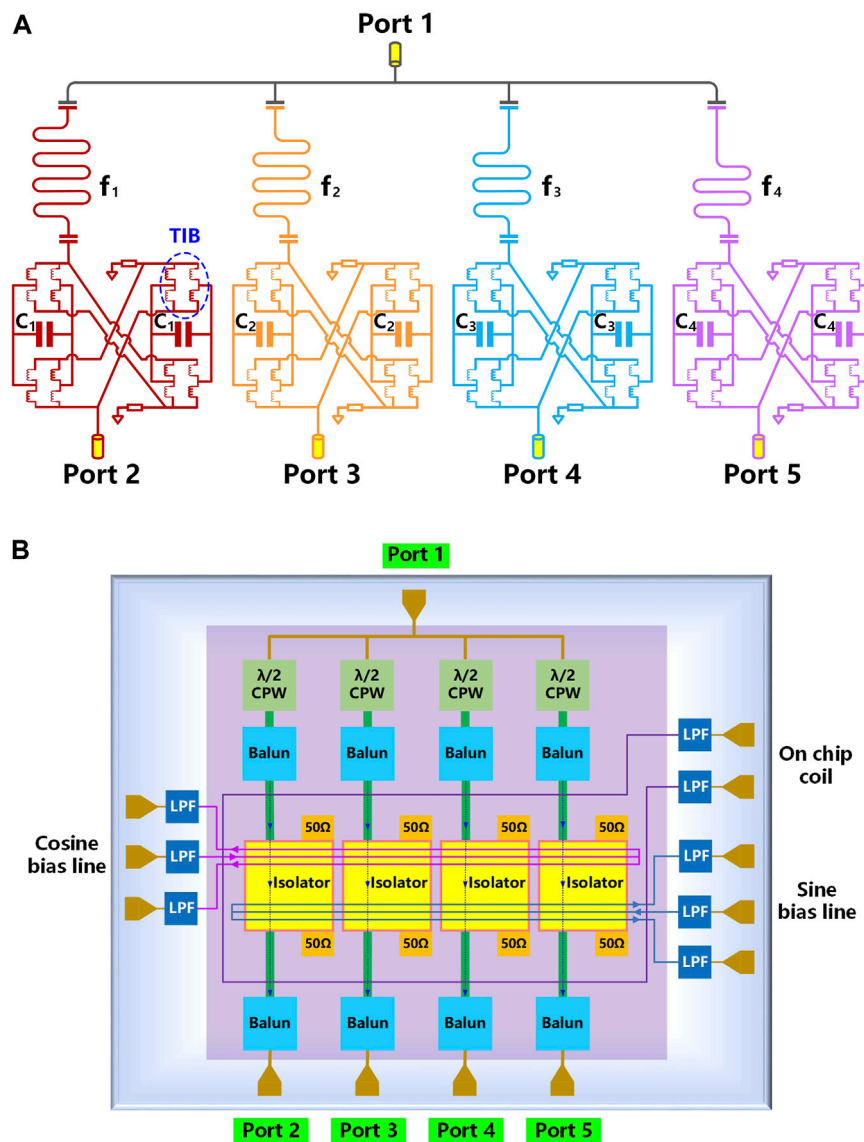 A
Port 1
f1
f2
f3
f4
TIB
C1 C1 C2 C2 C3 C3 C4 C4
Port 2 Port 3 Port 4 Port 5
B
Port 1
λ/2 CPW
λ/2 CPW
λ/2 CPW
λ/2 CPW
Balun Balun Balun Balun
LPF
On chip
coil
LPF
LPF
Cosine
bias line
LPF
LPF
50Ω 50Ω 50Ω 50Ω
Isolator Isolator Isolator Isolator
LPF
Sine
bias line
LPF
LPF
50Ω 50Ω 50Ω 50Ω
Balun Balun Balun Balun
Port 2 Port 3 Port 4 Port 5